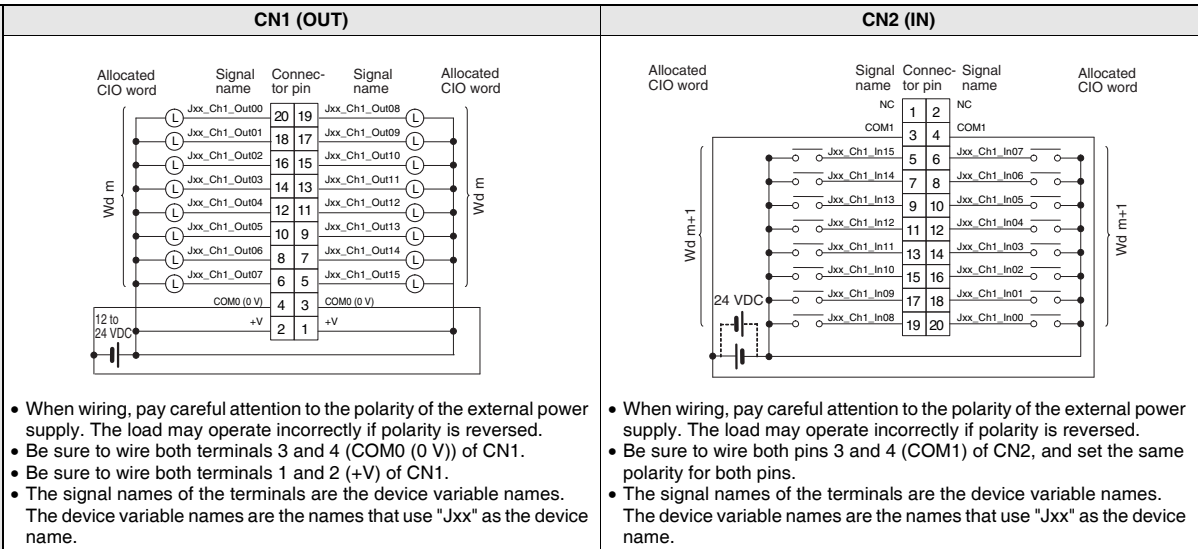 CN1 (OUT)
CN2 (IN)
Allocated
CIO word
Signal
name
Connec-
tor pin
Signal
name
Allocated
CIO word
Jxx_Ch1_Out00 20 19 Jxx_Ch1_Out08
L L
Jxx_Ch1_Out01 18 17 Jxx_Ch1_Out09
L L
Jxx_Ch1_Out02 16 15 Jxx_Ch1_Out10
L L
Jxx_Ch1_Out03 14 13 Jxx_Ch1_Out11
L L
Jxx_Ch1_Out04 12 11 Jxx_Ch1_Out12
L L
Jxx_Ch1_Out05 10 9 Jxx_Ch1_Out13
L L
Jxx_Ch1_Out06 8 7 Jxx_Ch1_Out14
L L
Jxx_Ch1_Out07 6 5 Jxx_Ch1_Out15
L L
COM0 (0 V) 4 3 COM0 (0 V)
+V 2 1 +V
Wd m
Wd m
12 to
24 VDC
• When wiring, pay careful attention to the polarity of the external power
supply. The load may operate incorrectly if polarity is reversed.
• Be sure to wire both terminals 3 and 4 (COM0 (0 V)) of CN1.
• Be sure to wire both terminals 1 and 2 (+V) of CN1.
• The signal names of the terminals are the device variable names.
The device variable names are the names that use "Jxx" as the device
name.
Allocated
CIO word
Signal
name
Connec-
tor pin
Signal
name
Allocated
CIO word
NC 1 2 NC
COM1 3 4 COM1
Jxx_Ch1_In15 5 6 Jxx_Ch1_In07
Jxx_Ch1_In14 7 8 Jxx_Ch1_In06
Jxx_Ch1_In13 9 10 Jxx_Ch1_In05
Jxx_Ch1_In12 11 12 Jxx_Ch1_In04
Jxx_Ch1_In11 13 14 Jxx_Ch1_In03
Jxx_Ch1_In10 15 16 Jxx_Ch1_In02
Jxx_Ch1_In09 17 18 Jxx_Ch1_In01
Jxx_Ch1_In08 19 20 Jxx_Ch1_In00
Wd m+1
Wd m+1
24 VDC
• When wiring, pay careful attention to the polarity of the external power
supply. The load may operate incorrectly if polarity is reversed.
• Be sure to wire both pins 3 and 4 (COM1) of CN2, and set the same
polarity for both pins.
• The signal names of the terminals are the device variable names.
The device variable names are the names that use "Jxx" as the device
name.